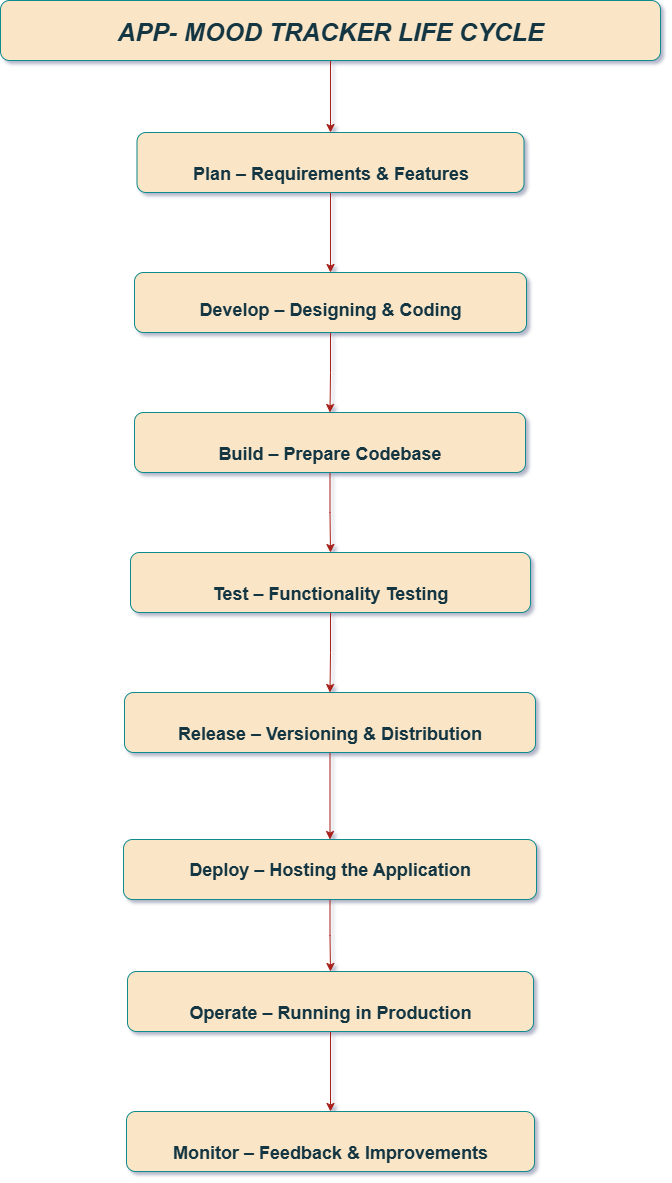 APP- MOOD TRACKER LIFE CYCLE
Plan – Requirements & Features
Develop – Designing & Coding
Build – Prepare Codebase
Test – Functionality Testing
Release – Versioning & Distribution
Deploy – Hosting the Application
Operate – Running in Production
Monitor – Feedback & Improvements